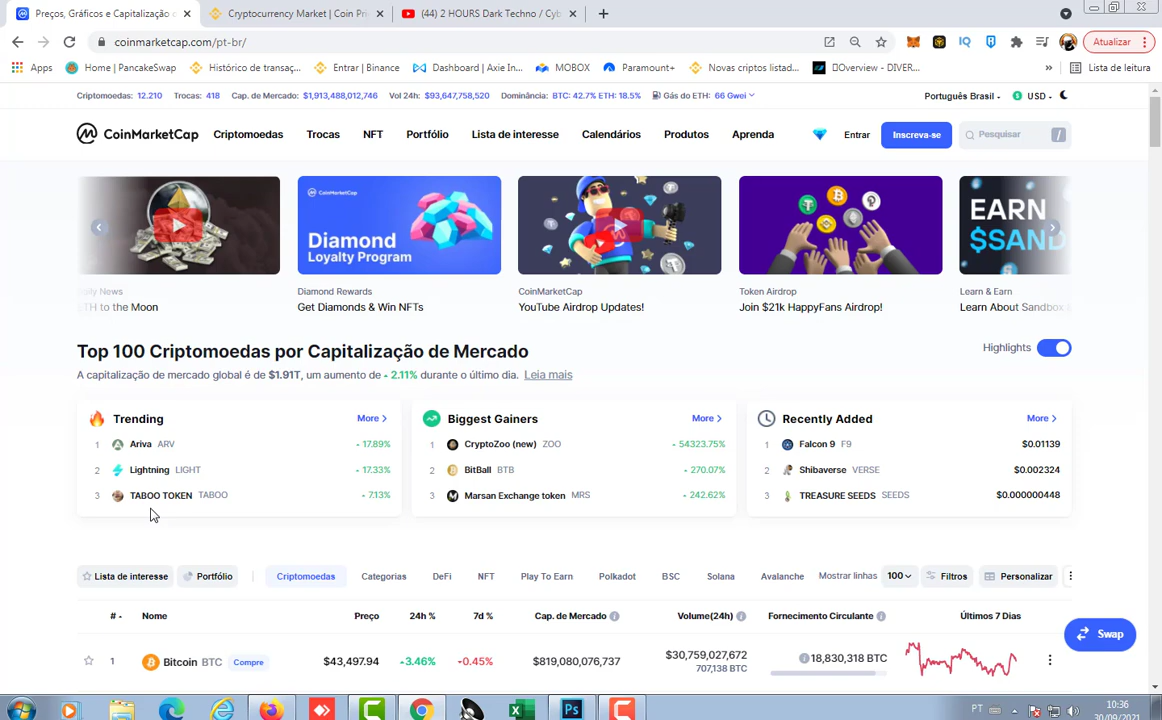 Preços, Gráficos e Capitalização
Cryptocurrency Market | Coin Pri
(44) 2 HOURS Dark Techno / Cyb
coinmarketcap.com/pt-br/
Atualizar
Apps
Home | PancakeSwap
Histórico de transaç...
Entrar | Binance
Dashboard | Axie In...
MOBOX
Paramount+
Novas criptos listad...
Overview - DIVER...
»
Lista de leitura
Criptomoedas: 12.210 Trocas: 418 Cap. de Mercado: $1,913,488,012,746 Vol 24h: $93,647,758,520 Dominância: BTC: 42.7% ETH: 18.5% Gás do ETH: 66 Gwei
Português Brasil
USD
CoinMarketCap
Criptomoedas Trocas NFT Portfólio Lista de interesse Calendários Produtos Aprenda
Entrar
Inscreva-se
Pesquisar /
CoinMarketCap
Diamond
Loyalty Program
EARN
$SAND
Daily News
ETH to the Moon
Diamond Rewards
Get Diamonds & Win NFTs
CoinMarketCap
YouTube Airdrop Updates!
Token Airdrop
Join $21k HappyFans Airdrop!
Learn & Earn
Learn About Sandbox
Top 100 Criptomoedas por Capitalização de Mercado
Highlights
A capitalização de mercado global é de $1.91T, um aumento de 2.11% durante o último dia. Leia mais
Trending More >
1 Ariva ARV 17.89%
2 Lightning LIGHT 17.33%
3 TABOO TOKEN TABOO 7.13%
Biggest Gainers More >
1 CryptoZoo (new) ZOO 54323.75%
2 BitBall BTB 270.07%
3 Marsan Exchange token MRS 242.62%
Recently Added More >
1 Falcon 9 F9 $0.01139
2 Shibaverse VERSE $0.002324
3 TREASURE SEEDS SEEDS $0.000000448
Lista de interesse Portfólio Criptomoedas Categorias DeFi NFT Play To Earn Polkadot BSC Solana Avalanche Mostrar linhas 100 Filtros Personalizar
# Nome Preço 24h % 7d % Cap. de Mercado Volume(24h) Fornecimento Circulante Últimos 7 Dias
1 Bitcoin BTC Compre $43,497.94 3.46% -0.45% $819,080,076,737 $30,759,027,672 18,830,318 BTC
707,138 BTC
Swap
PT
10:36
30/09/2021